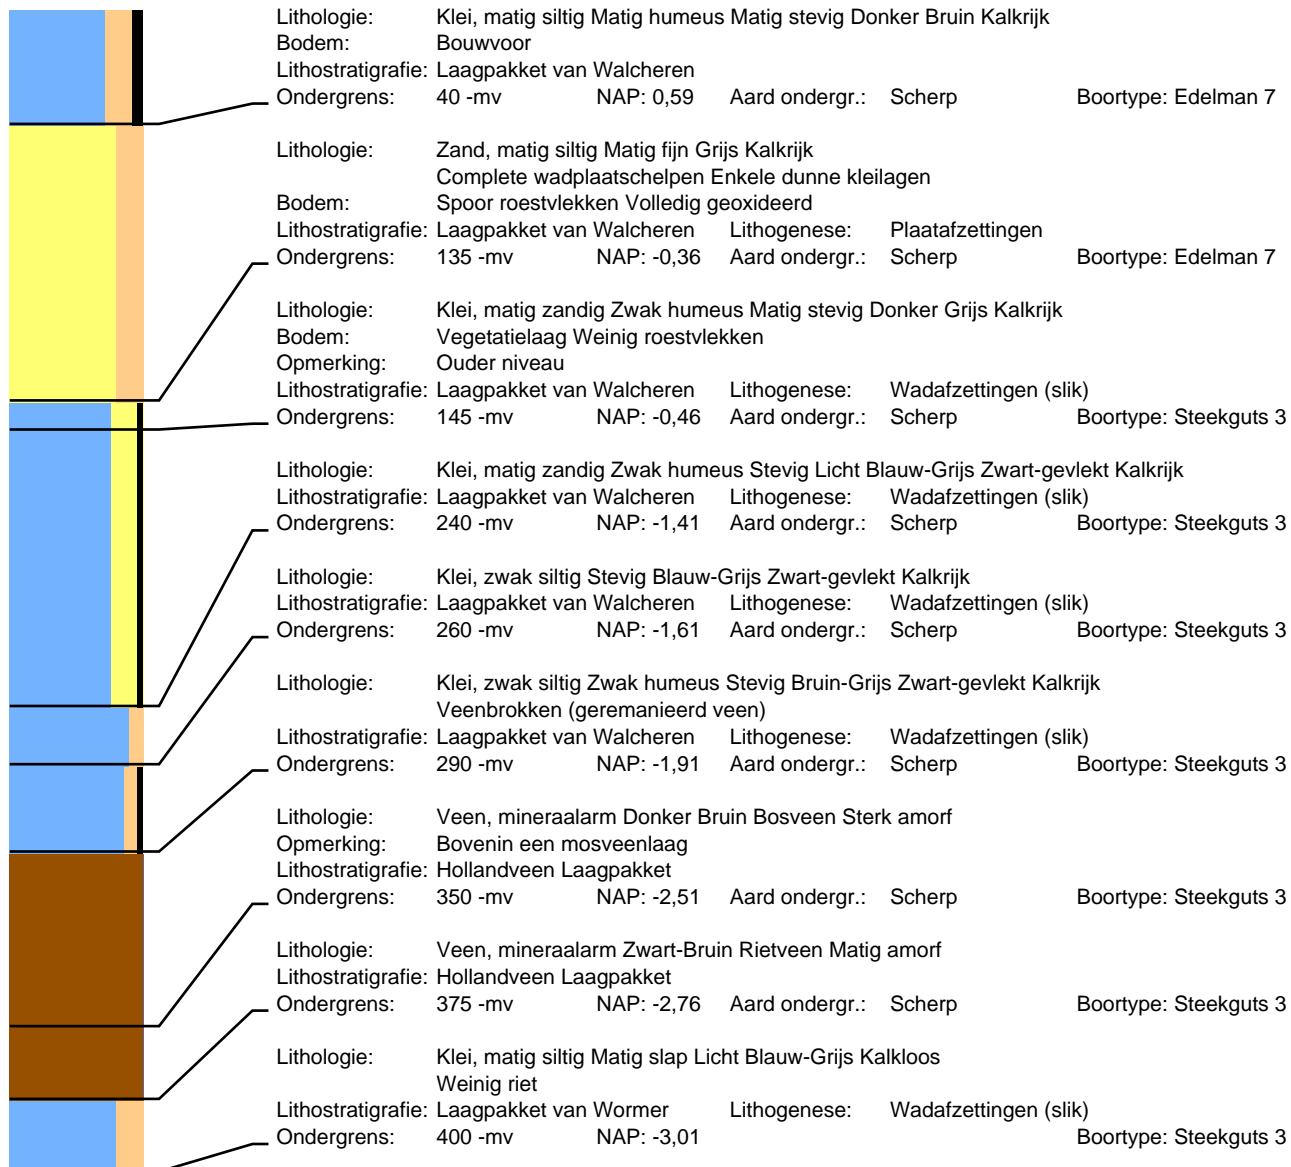 Lithologie: Klei, matig siltig Matig humeus Matig stevig Donker Bruin Kalkrijk
Bodem: Bouwvoor
Lithostratigrafie: Laagpakket van Walcheren
Ondergrens: 40 -mv NAP: 0,59 Aard ondergr.: Scherp Boortype: Edelman 7
Lithologie: Zand, matig siltig Matig fijn Grijs Kalkrijk
Complete wadplaatschelpen Enkele dunne kleilagen
Bodem: Spoor roestvlekken Volledig geoxideerd
Lithostratigrafie: Laagpakket van Walcheren Lithogenese: Plaatafzettingen
Ondergrens: 135 -mv NAP: -0,36 Aard ondergr.: Scherp Boortype: Edelman 7
Lithologie: Klei, matig zandig Zwak humeus Matig stevig Donker Grijs Kalkrijk
Bodem: Vegetatielaag Weinig roestvlekken
Opmerking: Ouder niveau
Lithostratigrafie: Laagpakket van Walcheren Lithogenese: Wadafzettingen (slik)
Ondergrens: 145 -mv NAP: -0,46 Aard ondergr.: Scherp Boortype: Steekguts 3
Lithologie: Klei, matig zandig Zwak humeus Stevig Licht Blauw-Grijs Zwart-gevlekt Kalkrijk
Lithostratigrafie: Laagpakket van Walcheren Lithogenese: Wadafzettingen (slik)
Ondergrens: 240 -mv NAP: -1,41 Aard ondergr.: Scherp Boortype: Steekguts 3
Lithologie: Klei, zwak siltig Stevig Blauw-Grijs Zwart-gevlekt Kalkrijk
Lithostratigrafie: Laagpakket van Walcheren Lithogenese: Wadafzettingen (slik)
Ondergrens: 260 -mv NAP: -1,61 Aard ondergr.: Scherp Boortype: Steekguts 3
Lithologie: Klei, zwak siltig Zwak humeus Stevig Bruin-Grijs Zwart-gevlekt Kalkrijk
Veenbrokken (geremanieerd veen)
Lithostratigrafie: Laagpakket van Walcheren Lithogenese: Wadafzettingen (slik)
Ondergrens: 290 -mv NAP: -1,91 Aard ondergr.: Scherp Boortype: Steekguts 3
Lithologie: Veen, mineraalarm Donker Bruin Bosveen Sterk amorf
Opmerking: Bovenin een mosveenlaag
Lithostratigrafie: Hollandveen Laagpakket
Ondergrens: 350 -mv NAP: -2,51 Aard ondergr.: Scherp Boortype: Steekguts 3
Lithologie: Veen, mineraalarm Zwart-Bruin Rietveen Matig amorf
Lithostratigrafie: Hollandveen Laagpakket
Ondergrens: 375 -mv NAP: -2,76 Aard ondergr.: Scherp Boortype: Steekguts 3
Lithologie: Klei, matig siltig Matig slap Licht Blauw-Grijs Kalkloos
Weinig riet
Lithostratigrafie: Laagpakket van Wormer Lithogenese: Wadafzettingen (slik)
Ondergrens: 400 -mv NAP: -3,01 Boortype: Steekguts 3